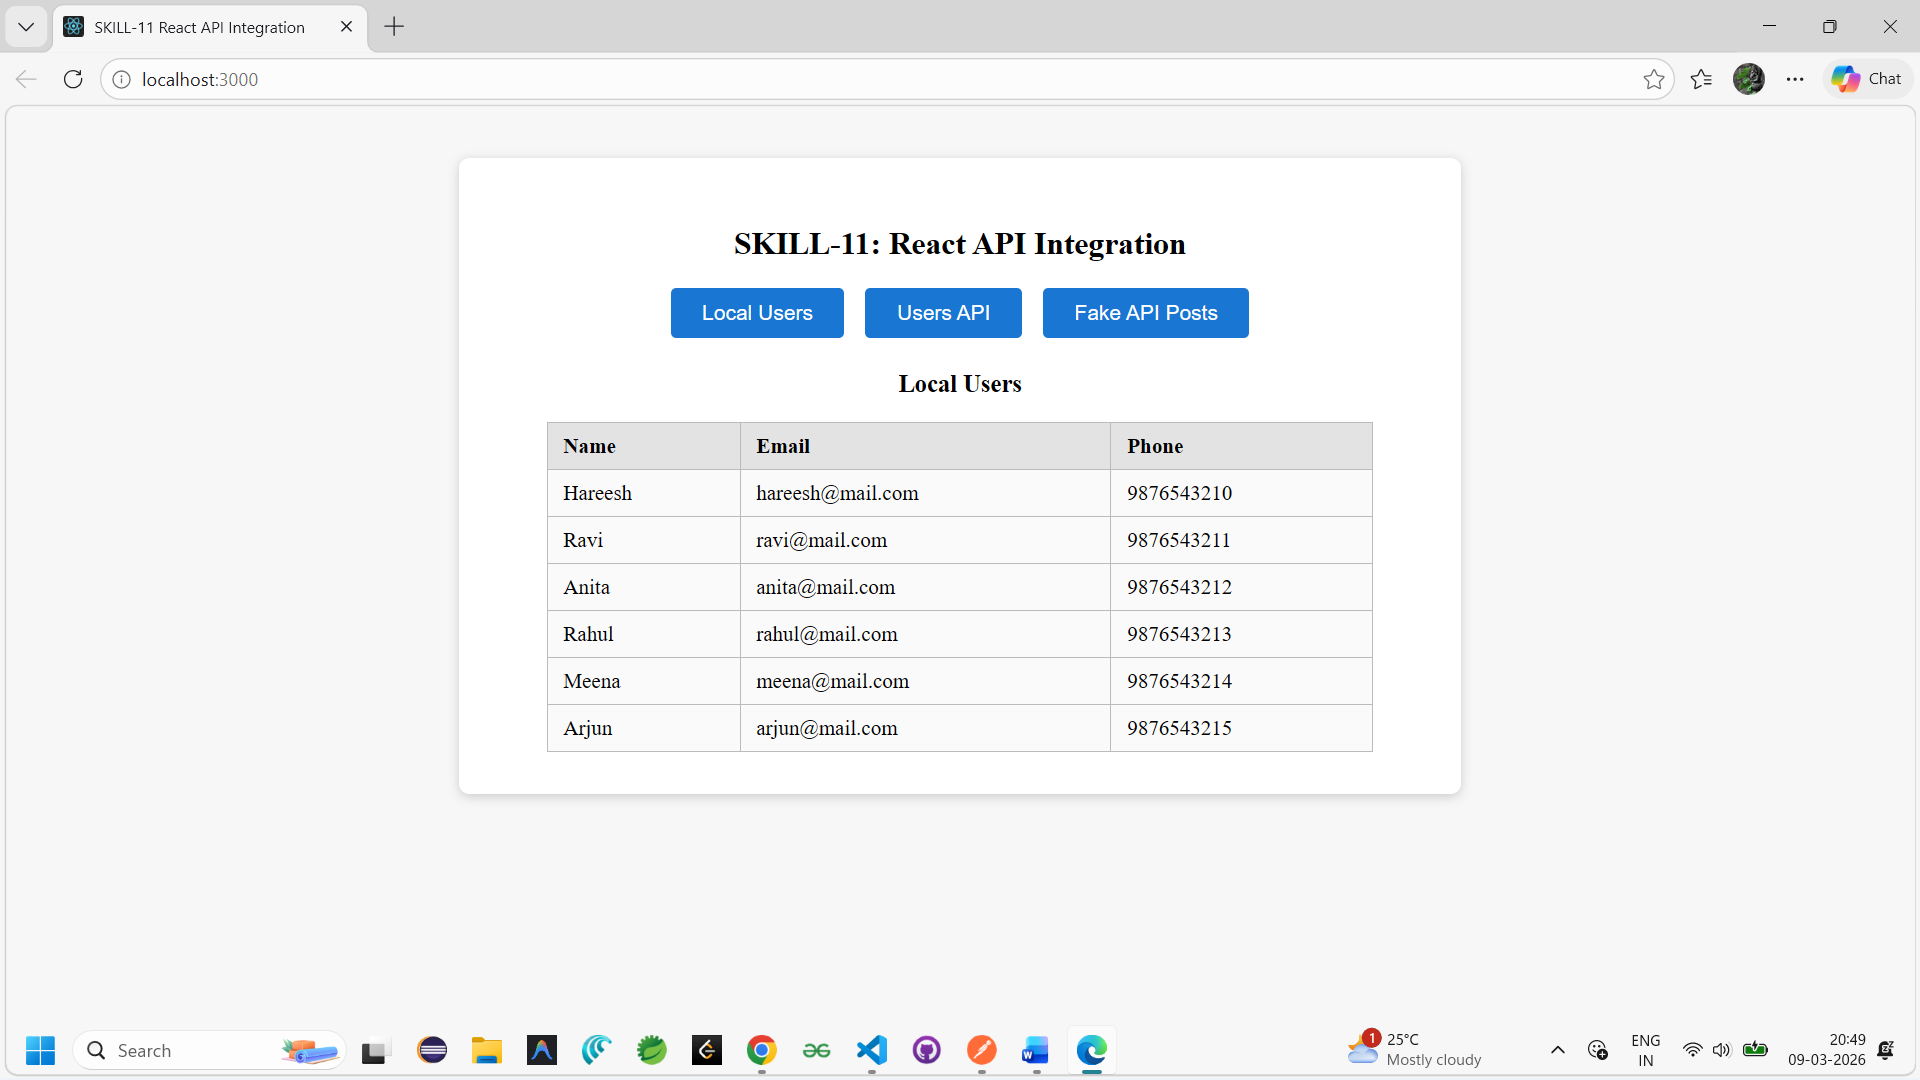 SKILL-11 React API Integration
localhost:3000
Chat
SKILL-11: React API Integration
Local Users Users API Fake API Posts
Local Users
Name Email Phone
Hareesh hareesh@mail.com 9876543210
Ravi ravi@mail.com 9876543211
Anita anita@mail.com 9876543212
Rahul rahul@mail.com 9876543213
Meena meena@mail.com 9876543214
Arjun arjun@mail.com 9876543215
Search
1
25°C
Mostly cloudy
ENG
IN
20:49
09-03-2026